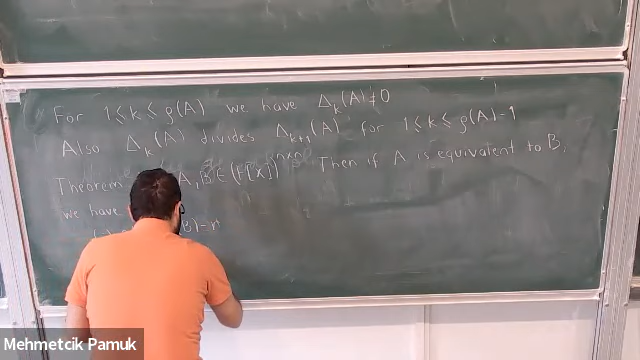 For 1 ≤ k ≤ ρ(A) we have Δ_k(A) ≠ 0
Also Δ_k(A) divides Δ_{k+1}(A) for 1 ≤ k ≤ ρ(A)-1
Theorem A, B ∈ (F[x])^{n×n} Then if A is equivalent to B,
we have
B) = r
Mehmetcik Pamuk